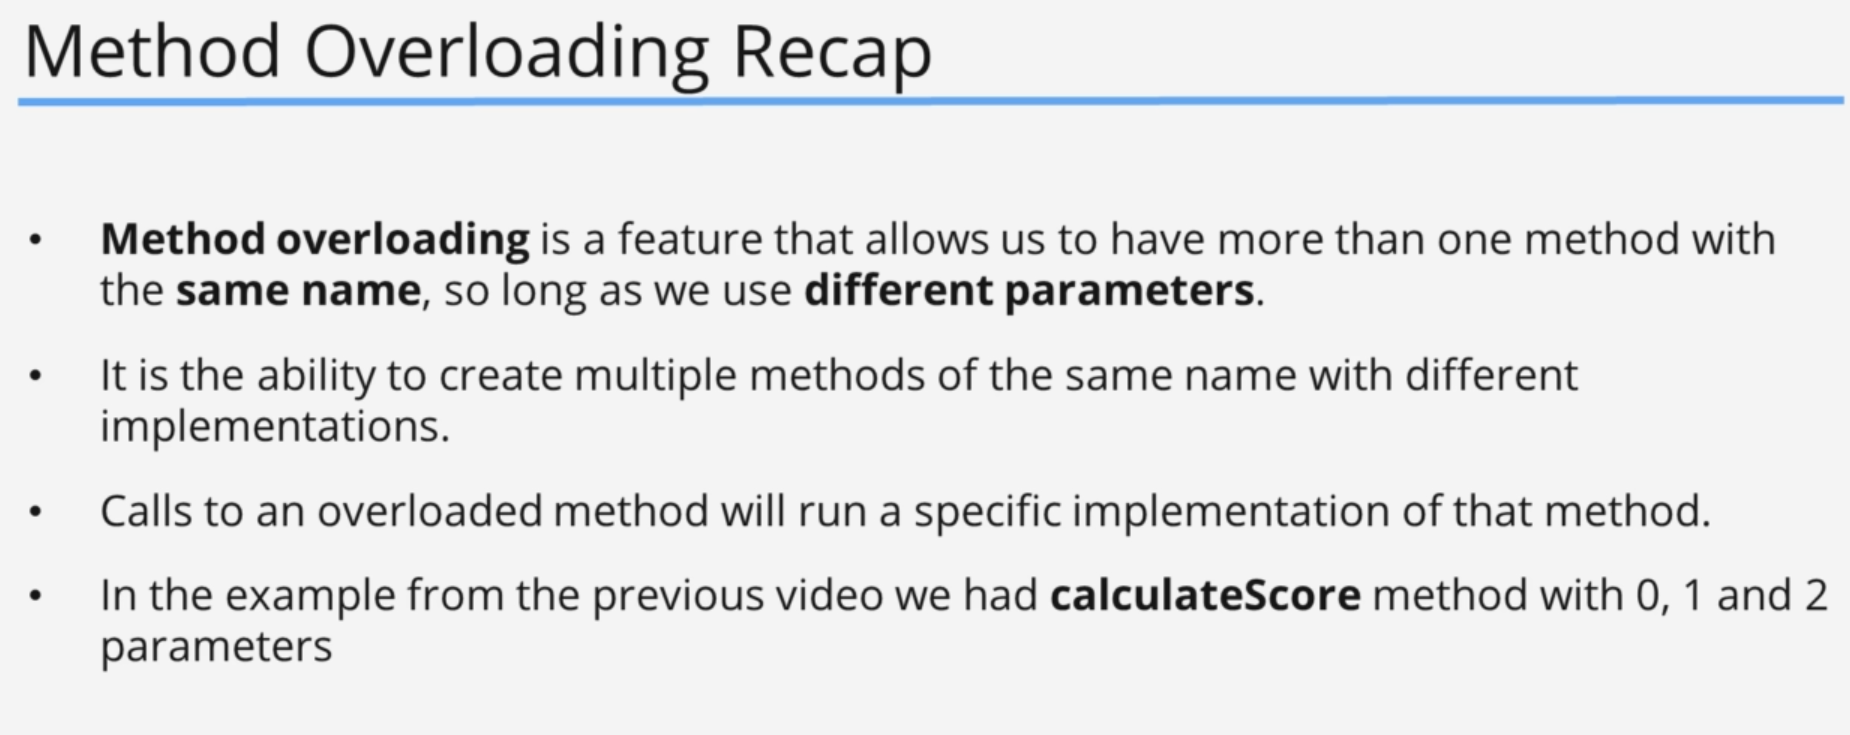 Method Overloading Recap
• Method overloading is a feature that allows us to have more than one method with
the same name, so long as we use different parameters.
• It is the ability to create multiple methods of the same name with different
implementations.
• Calls to an overloaded method will run a specific implementation of that method.
• In the example from the previous video we had calculateScore method with 0, 1 and 2
parameters